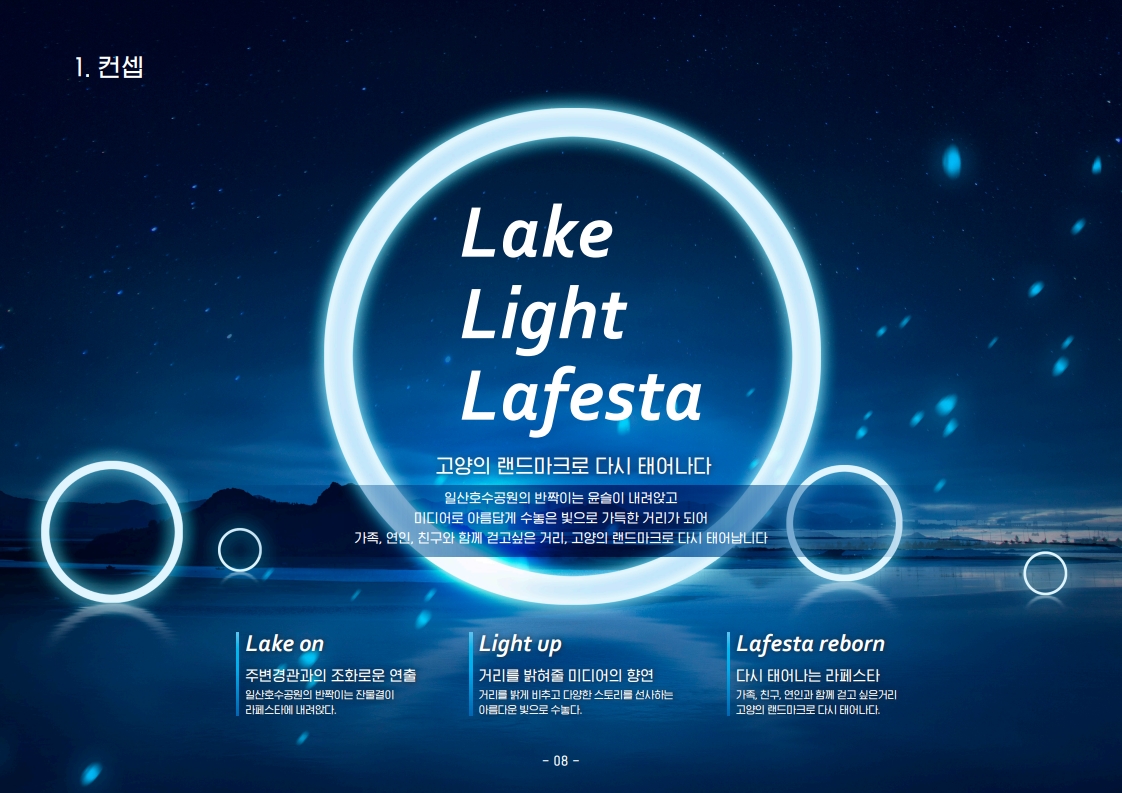 1. 컨셉
Lake
Light
Lafesta
고양의 랜드마크로 다시 태어나다
일산호수공원의 반짝이는 윤슬이 내려앉고
미디어로 아름답게 수놓은 빛으로 가득한 거리가 되어
가족, 연인, 친구와 함께 걷고싶은 거리, 고양의 랜드마크로 다시 태어납니다
Lake on
주변경관과의 조화로운 연출
일산호수공원의 반짝이는 잔물결이
라페스타에 내려앉다.
Light up
거리를 밝혀줄 미디어의 향연
거리를 밝게 비추고 다양한 스토리를 선사하는
아름다운 빛으로 수놓다.
Lafesta reborn
다시 태어나는 라페스타
가족, 친구, 연인과 함께 걷고 싶은거리
고양의 랜드마크로 다시 태어나다.
- 08 -